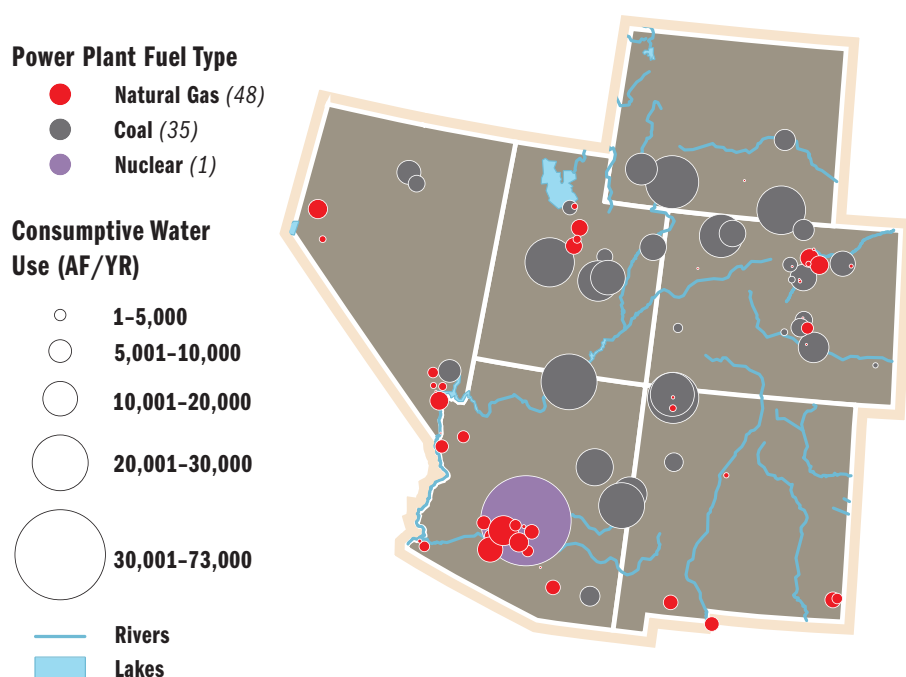 Power Plant Fuel Type
Natural Gas (48)
Coal (35)
Nuclear (1)
Consumptive Water
Use (AF/YR)
1–5,000
5,001–10,000
10,001–20,000
20,001–30,000
30,001–73,000
Rivers
Lakes